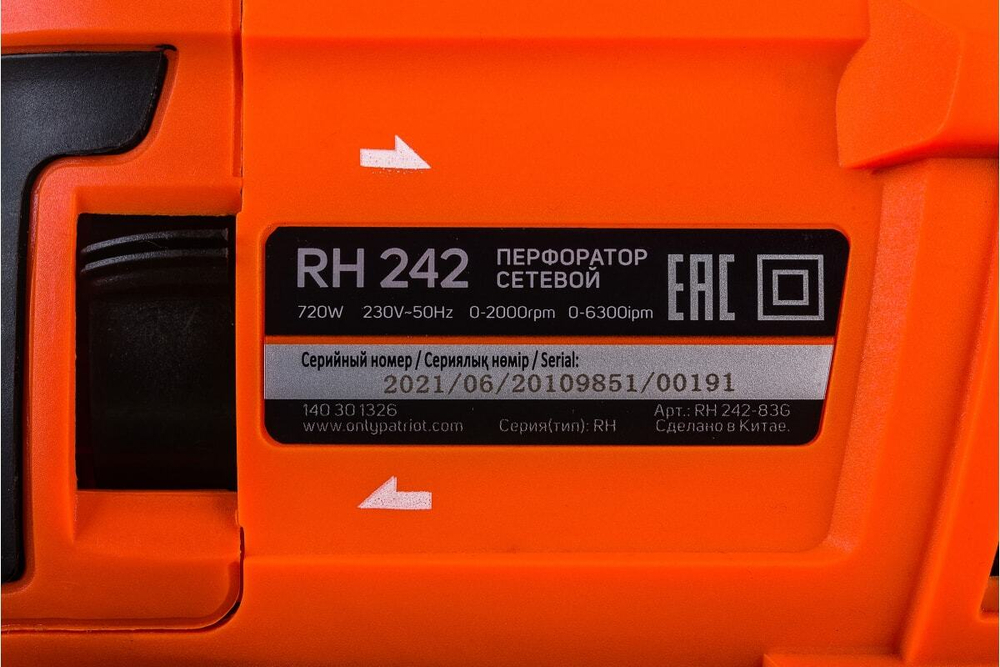 RH 242 ПЕРФОРАТОР СЕТЕВОЙ EAC
720W 230V~50Hz 0-2000rpm 0-6300ipm
Серийный номер / Сериялық нөмір / Serial:
2021/06/20109851/00191
140 30 1326 Арт.: RH 242-83G
www.onlypatriot.com Серия(тип): RH Сделано в Китае.